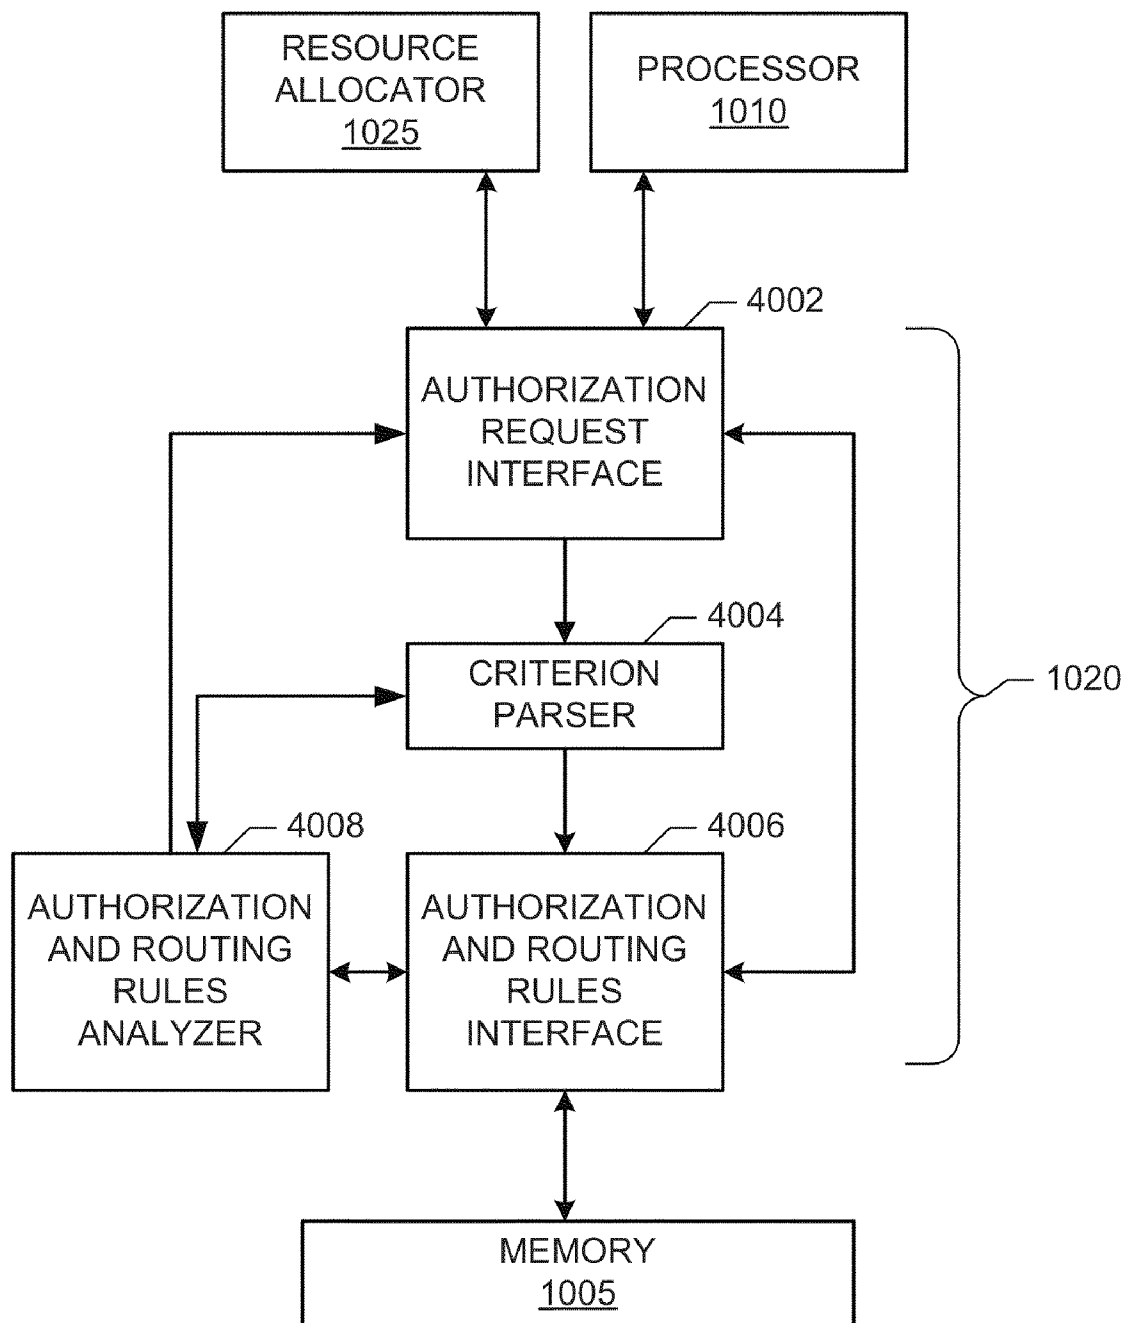 RESOURCE
ALLOCATOR
1025
PROCESSOR
1010
4002
AUTHORIZATION
REQUEST
INTERFACE
4004
CRITERION
PARSER
1020
4008
AUTHORIZATION
AND ROUTING
RULES
ANALYZER
4006
AUTHORIZATION
AND ROUTING
RULES
INTERFACE
MEMORY
1005